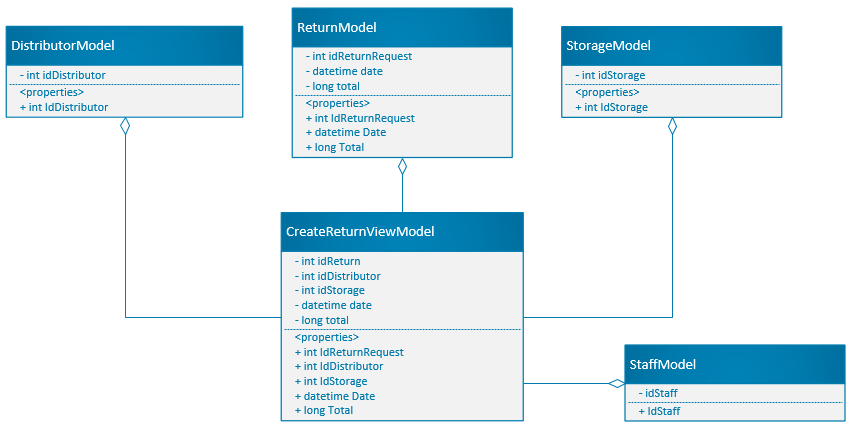 DistributorModel
- int idDistributor
<properties>
+ int IdDistributor
ReturnModel
- int idReturnRequest
- datetime date
- long total
<properties>
+ int IdReturnRequest
+ datetime Date
+ long Total
StorageModel
- int idStorage
<properties>
+ int IdStorage
CreateReturnViewModel
- int idReturn
- int idDistributor
- int idStorage
- datetime date
- long total
<properties>
+ int IdReturnRequest
+ int IdDistributor
+ int IdStorage
+ datetime Date
+ long Total
StaffModel
- idStaff
+ IdStaff